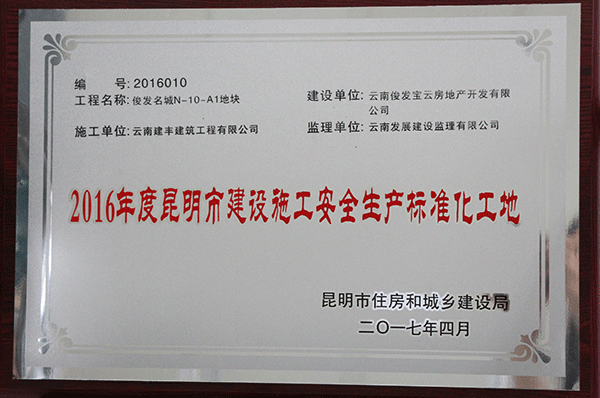 编 号:2016010
工程名称:俊发名城N-10-A1地块
建设单位:云南俊发宝云房地产开发有限
公司
施工单位:云南建丰建筑工程有限公司
监理单位:云南发展建设监理有限公司
2016年度昆明市建设施工安全生产标准化工地
昆明市住房和城乡建设局
二〇一七年四月